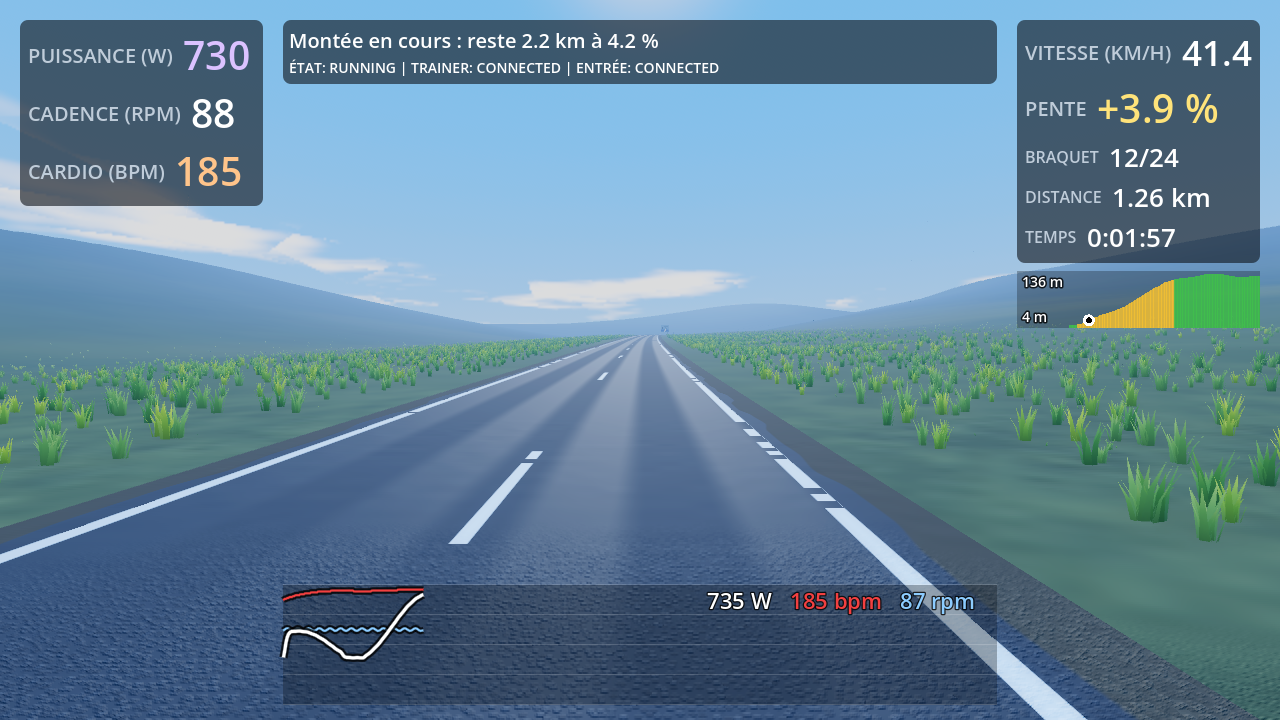 PUISSANCE (W) 730
CADENCE (RPM) 88
CARDIO (BPM) 185
Montée en cours : reste 2.2 km à 4.2 %
ÉTAT: RUNNING | TRAINER: CONNECTED | ENTRÉE: CONNECTED
VITESSE (KM/H) 41.4
PENTE +3.9 %
BRAQUET 12/24
DISTANCE 1.26 km
TEMPS 0:01:57
136 m
4 m
735 W 185 bpm 87 rpm